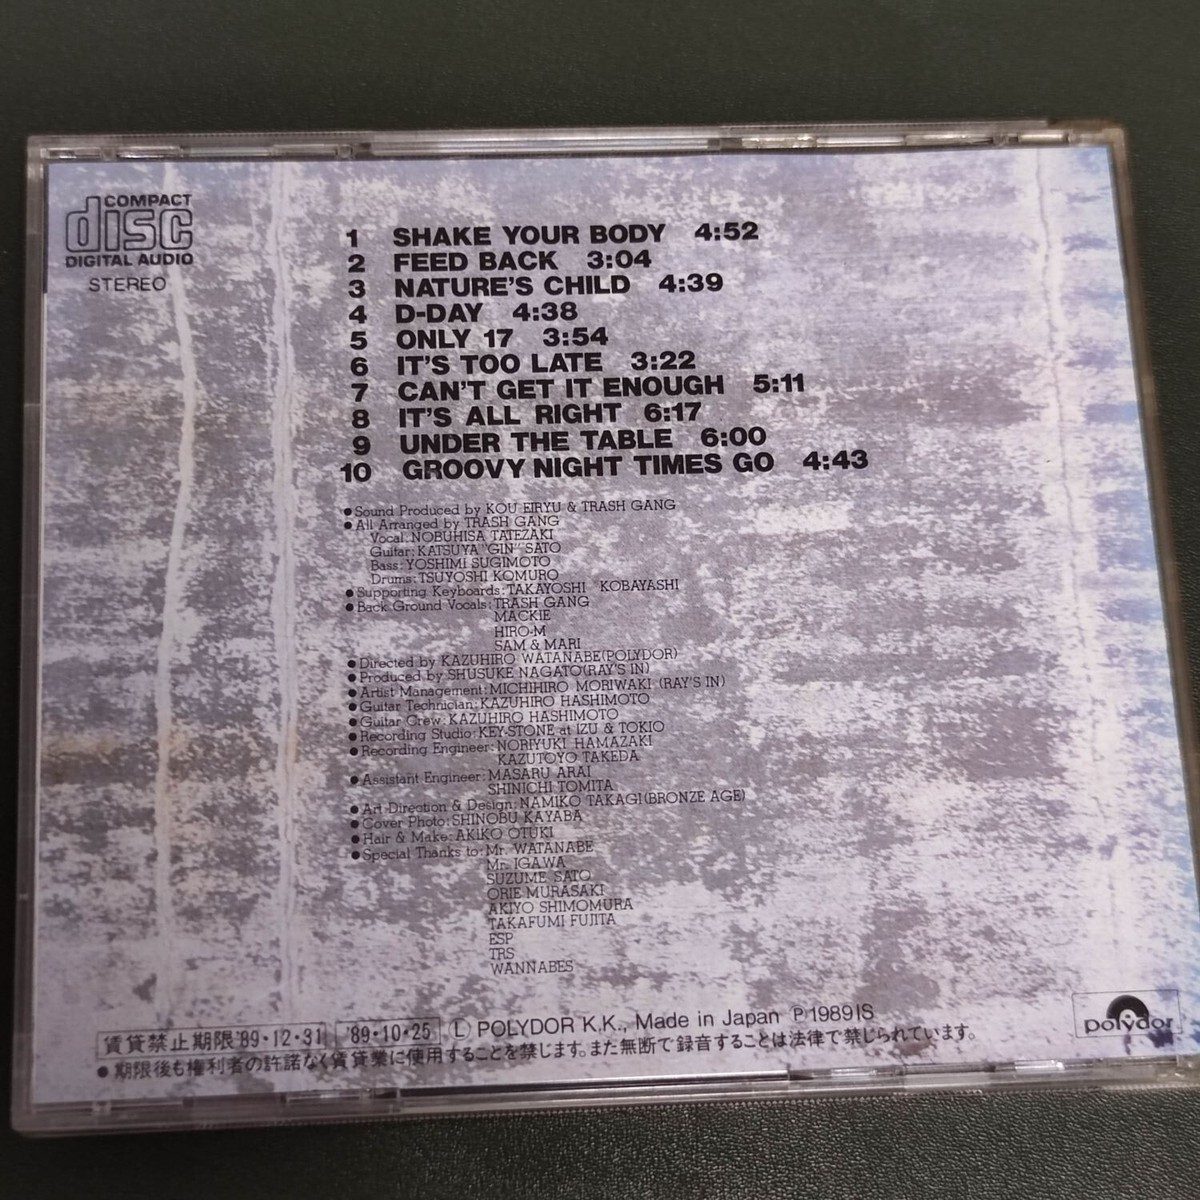 COMPACT
disc
DIGITAL AUDIO
STEREO
1 SHAKE YOUR BODY 4:52
2 FEED BACK 3:04
3 NATURE'S CHILD 4:39
4 D-DAY 4:38
5 ONLY 17 3:54
6 IT'S TOO LATE 3:22
7 CAN'T GET IT ENOUGH 5:11
8 IT'S ALL RIGHT 6:17
9 UNDER THE TABLE 6:00
10 GROOVY NIGHT TIMES GO 4:43
●Sound Produced by KOU EIRYU & TRASH GANG
●All Arranged by TRASH GANG
Vocal:NOBUHISA TATEZAKI
Guitar:KATSUYA "GIN" SATO
Bass:YOSHIMI SUGIMOTO
Drums:TSUYOSHI KOMURO
●Supporting Keyboards:TAKAYOSHI KOBAYASHI
●Back Ground Vocals:TRASH GANG
MACKIE
HIRO-M
SAM & MARI
●Directed by KAZUHIRO WATANABE(POLYDOR)
●Produced by SHUSUKE NAGATO(RAY'S IN)
●Artist Management:MICHIHIRO MORIWAKI (RAY'S IN)
●Guitar Technician:KAZUHIRO HASHIMOTO
●Guitar Crew:KAZUHIRO HASHIMOTO
●Recording Studio:KEY-STONE at IZU & TOKIO
●Recording Engineer:NORIYUKI HAMAZAKI
KAZUTOYO TAKEDA
●Assistant Engineer:MASARU ARAI
SHINICHI TOMITA
●Art Direction & Design:NAMIKO TAKAGI(BRONZE AGE)
●Cover Photo:SHINOBU KAYABA
●Hair & Make:AKIKO OTUKI
●Special Thanks to:Mr. WATANABE
Mr. IGAWA
SUZUME SATO
ORIE MURASAKI
AKIYO SHIMOMURA
TAKAFUMI FUJITA
ESP
TRS
WANNABES
賃貸禁止期限'89・12・31 '89・10・25 Ⓛ POLYDOR K.K., Made in Japan ℗1989IS
●期限後も権利者の許諾なく賃貸業に使用することを禁じます。また無断で録音することは法律で禁じられています。
polydor